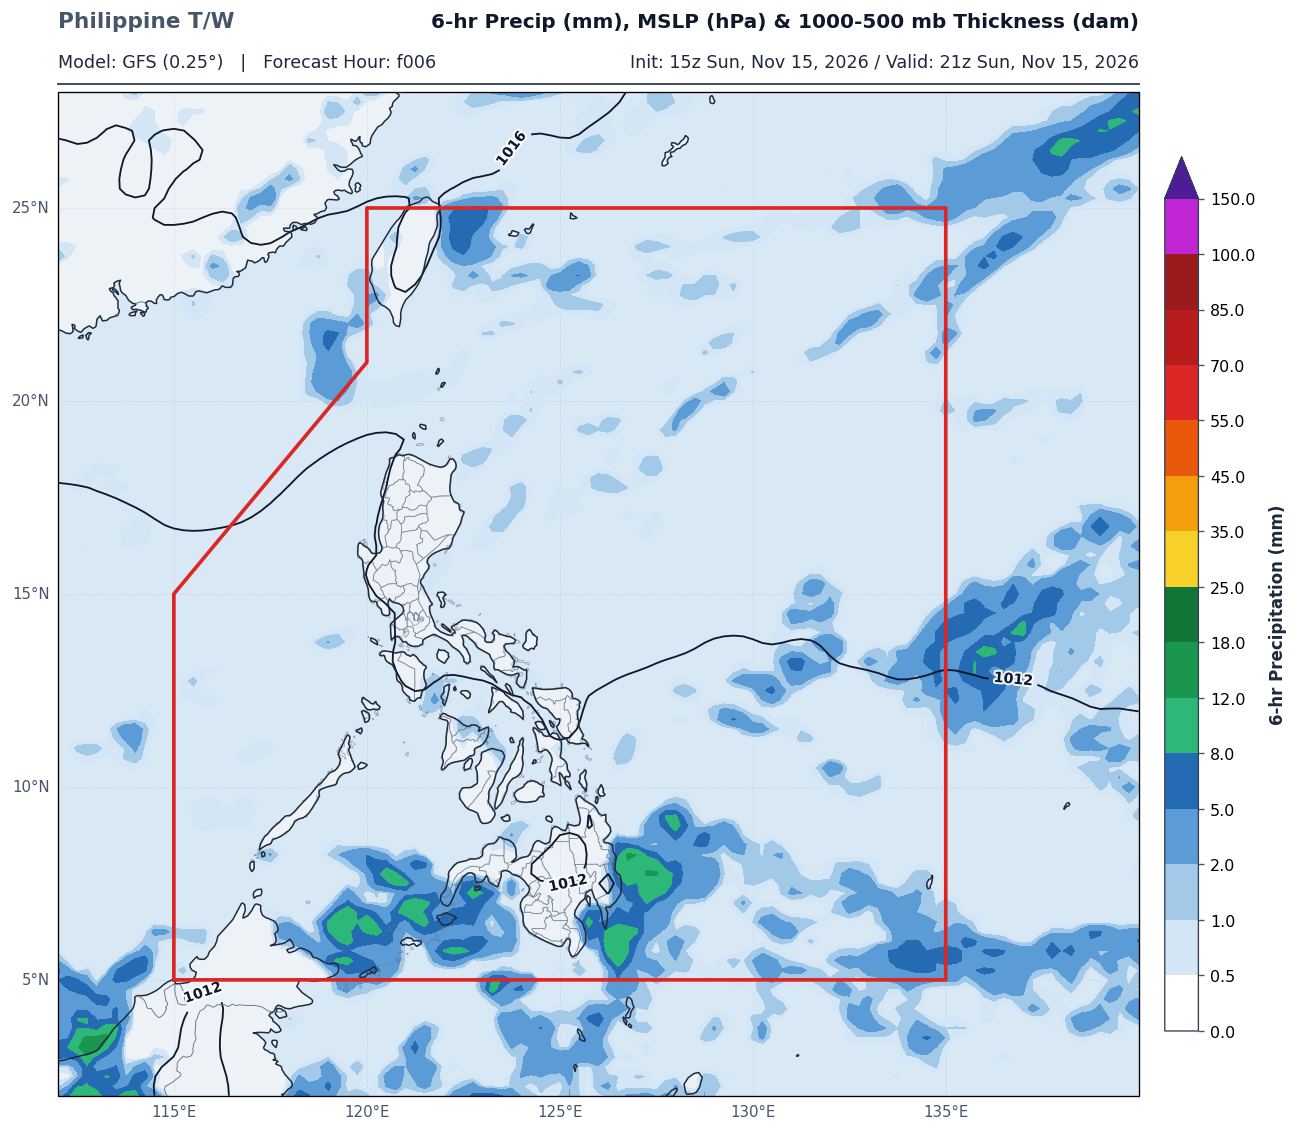 Philippine T/W
6-hr Precip (mm), MSLP (hPa) & 1000-500 mb Thickness (dam)
Model: GFS (0.25°) | Forecast Hour: f006
Init: 15z Sun, Nov 15, 2026 / Valid: 21z Sun, Nov 15, 2026
1016
1012
1012
1012
25°N
20°N
15°N
10°N
5°N
115°E
120°E
125°E
130°E
135°E
150.0
100.0
85.0
70.0
55.0
45.0
35.0
25.0
18.0
12.0
8.0
5.0
2.0
1.0
0.5
0.0
6-hr Precipitation (mm)